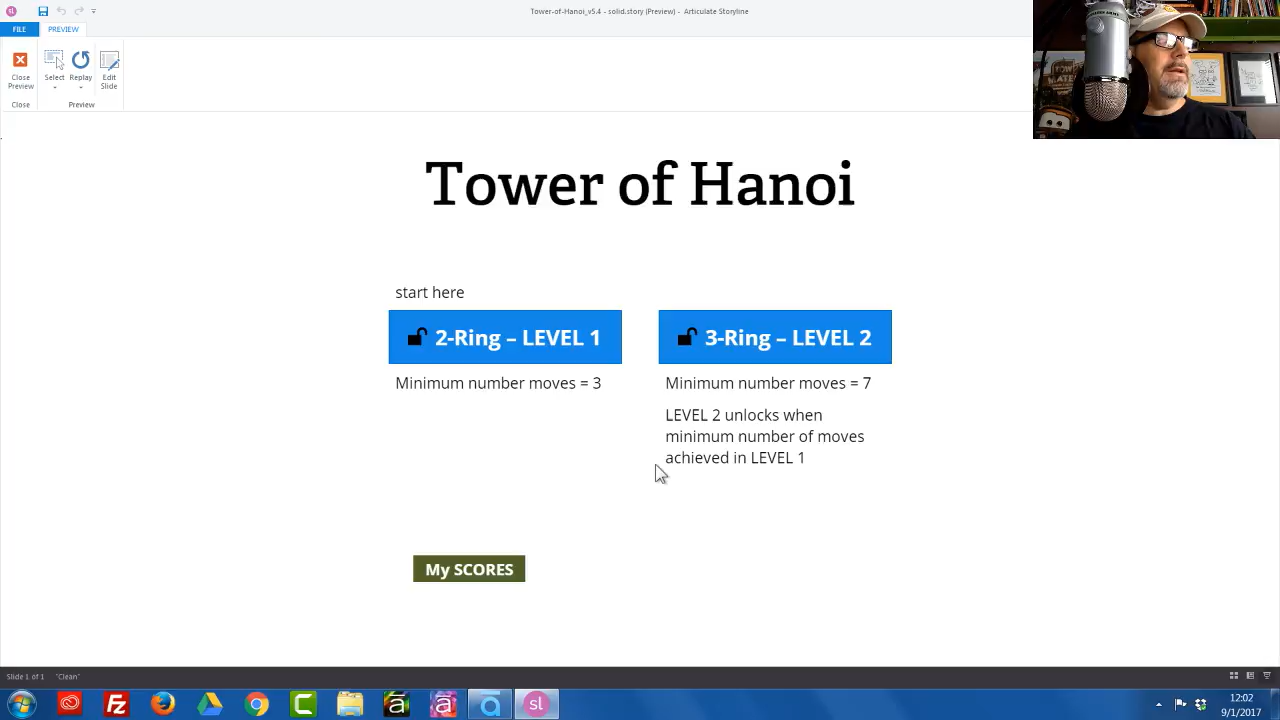 Tower-of-Hanoi_v5.4 - solid.story (Preview) - Articulate Storyline
FILE
PREVIEW
Close Preview
Select
Replay
Edit Slide
Close
Preview
Tower of Hanoi
start here
2-Ring – LEVEL 1
3-Ring – LEVEL 2
Minimum number moves = 3
Minimum number moves = 7
LEVEL 2 unlocks when
minimum number of moves
achieved in LEVEL 1
My SCORES
Slide 1 of 1
"Clean"
12:02
9/1/2017